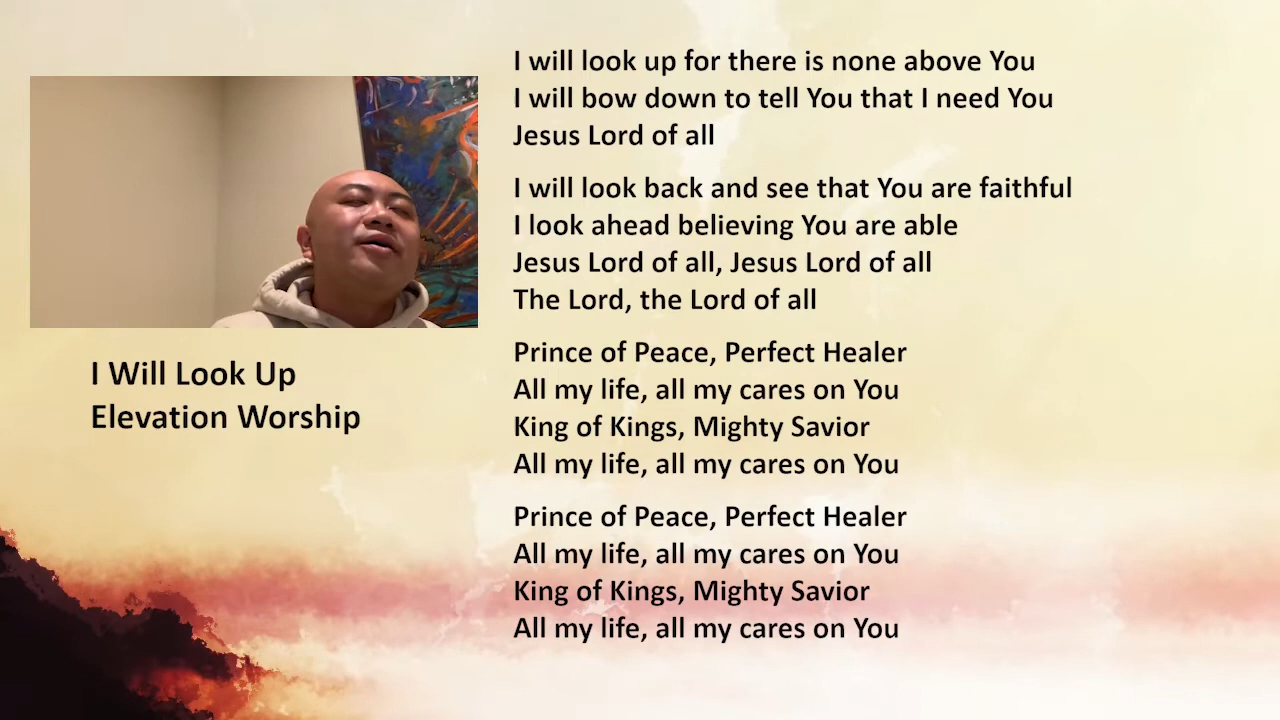 I will look up for there is none above You
I will bow down to tell You that I need You
Jesus Lord of all
I will look back and see that You are faithful
I look ahead believing You are able
Jesus Lord of all, Jesus Lord of all
The Lord, the Lord of all
Prince of Peace, Perfect Healer
All my life, all my cares on You
King of Kings, Mighty Savior
All my life, all my cares on You
Prince of Peace, Perfect Healer
All my life, all my cares on You
King of Kings, Mighty Savior
All my life, all my cares on You
I Will Look Up
Elevation Worship